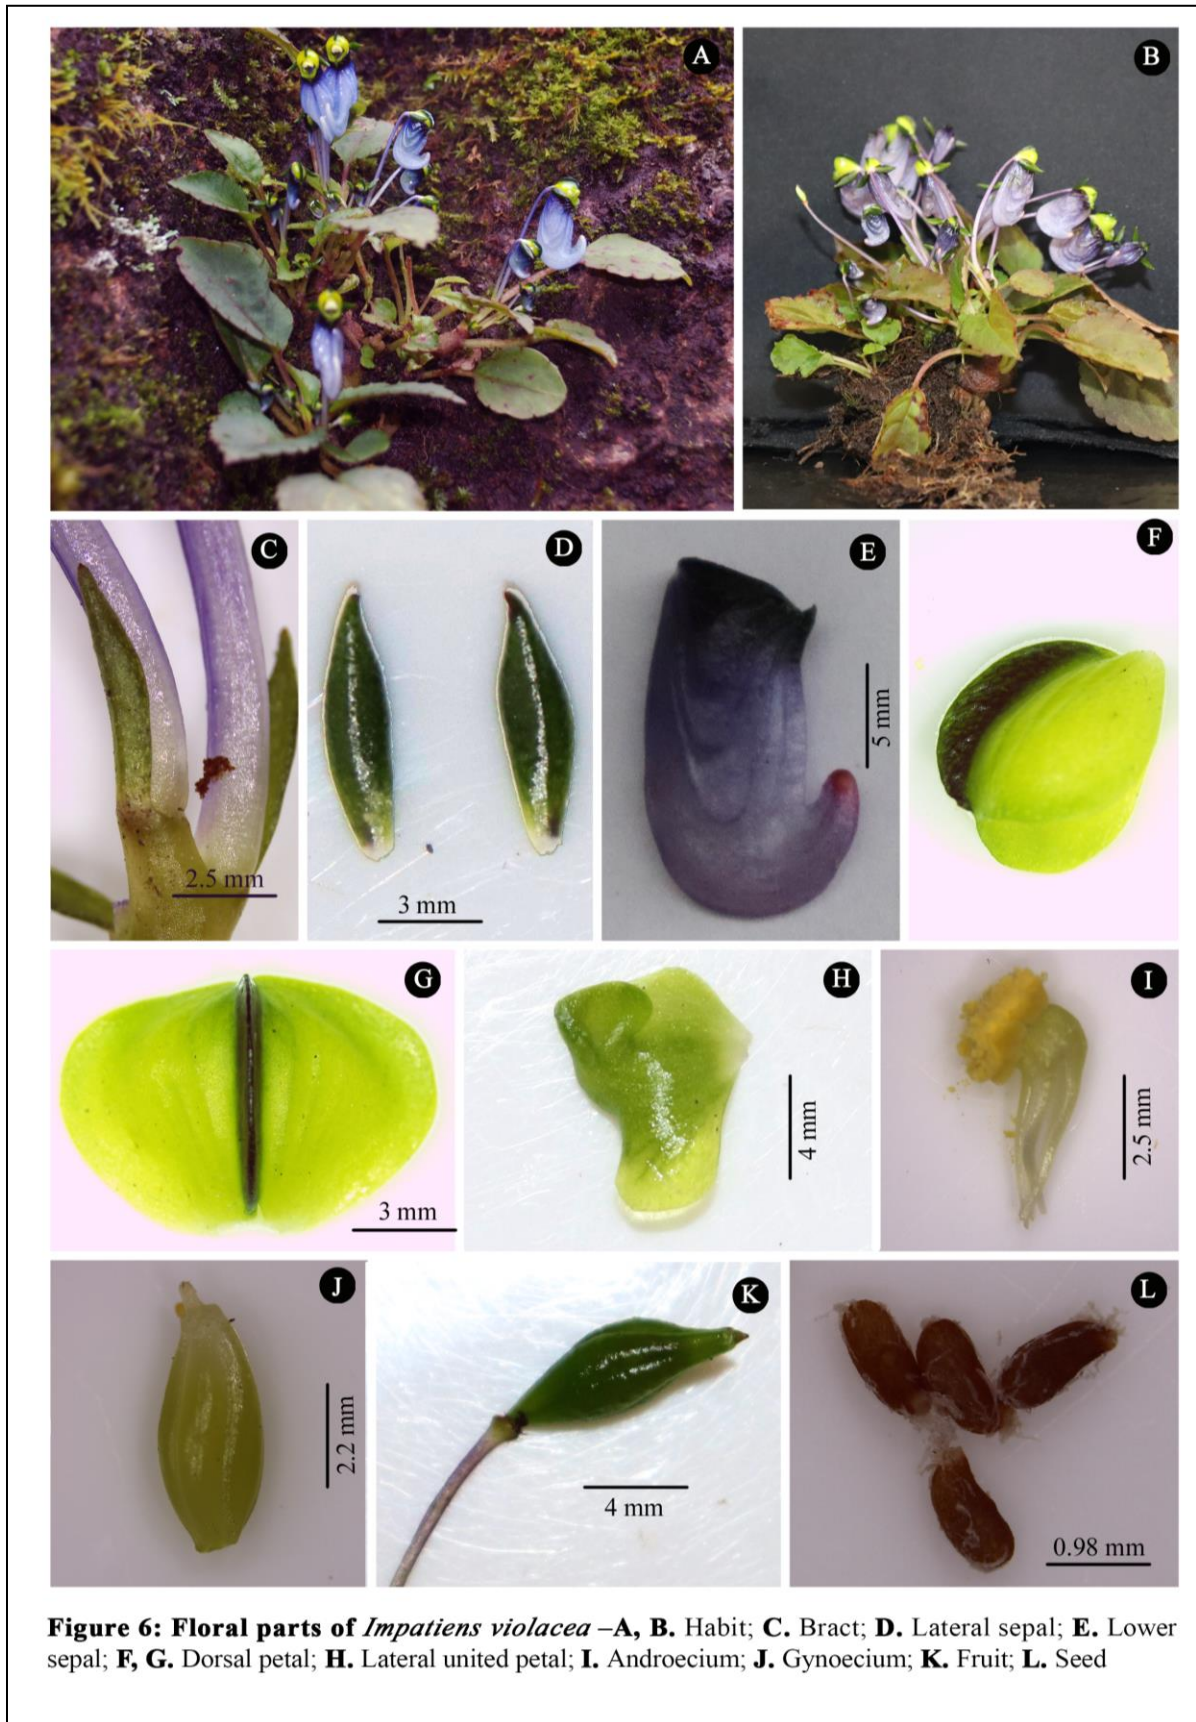 A
B
C
2.5 mm
D
3 mm
E
5 mm
F
G
3 mm
H
4 mm
I
2.5 mm
J
2.2 mm
K
4 mm
L
0.98 mm
Figure 6: Floral parts of Impatiens violacea –A, B. Habit; C. Bract; D. Lateral sepal; E. Lower
sepal; F, G. Dorsal petal; H. Lateral united petal; I. Androecium; J. Gynoecium; K. Fruit; L. Seed